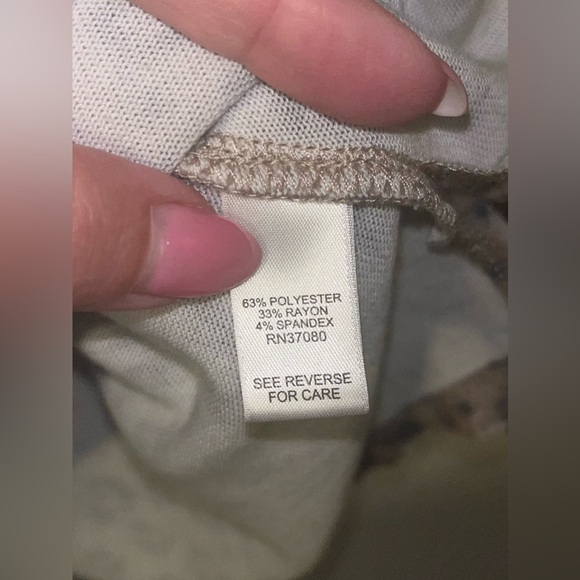 63% POLYESTER
33% RAYON
4% SPANDEX
RN37080
SEE REVERSE
FOR CARE